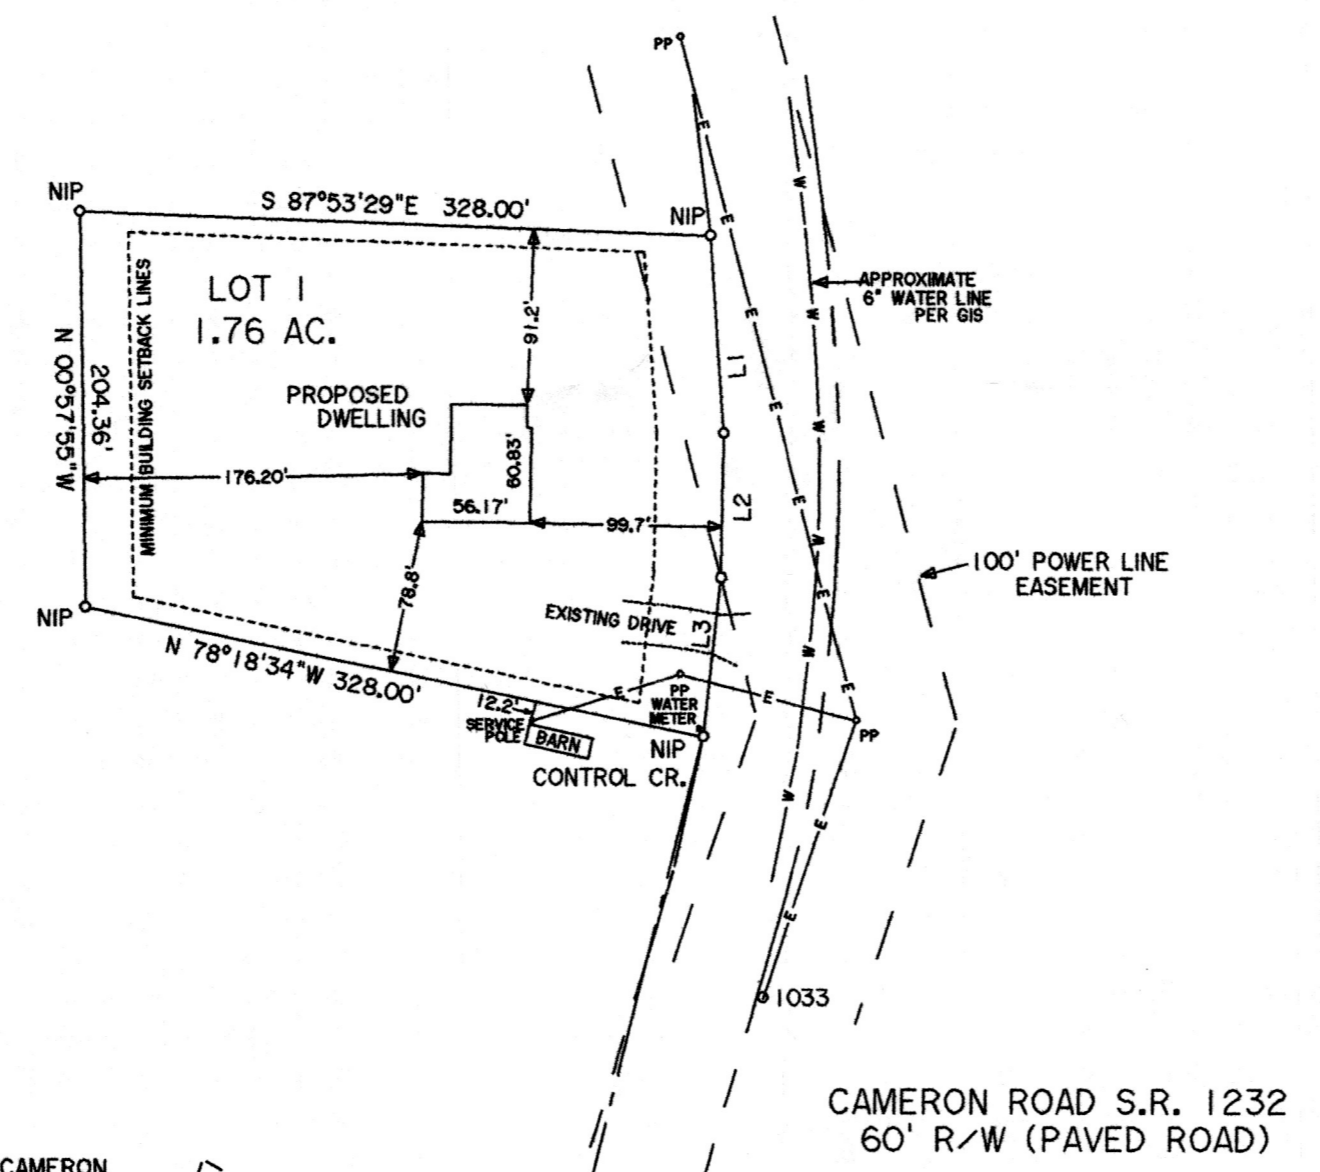 PP
NIP
S 87°53'29"E 328.00'
NIP
LOT 1
1.76 AC.
MINIMUM BUILDING SETBACK LINES
N 00°57'55"W
204.36'
91.2'
PROPOSED
DWELLING
176.20'
60.83'
56.17'
99.7'
78.8'
L1
L2
L3
E
E
E
E
E
E
E
E
E
E
E
W
W
W
W
W
W
APPROXIMATE
6" WATER LINE
PER GIS
100' POWER LINE
EASEMENT
EXISTING DRIVE
NIP
N 78°18'34"W 328.00'
12.2'
SERVICE
POLE
BARN
PP
WATER
METER
NIP
CONTROL CR.
PP
1033
CAMERON ROAD S.R. 1232
60' R/W (PAVED ROAD)
CAMERON